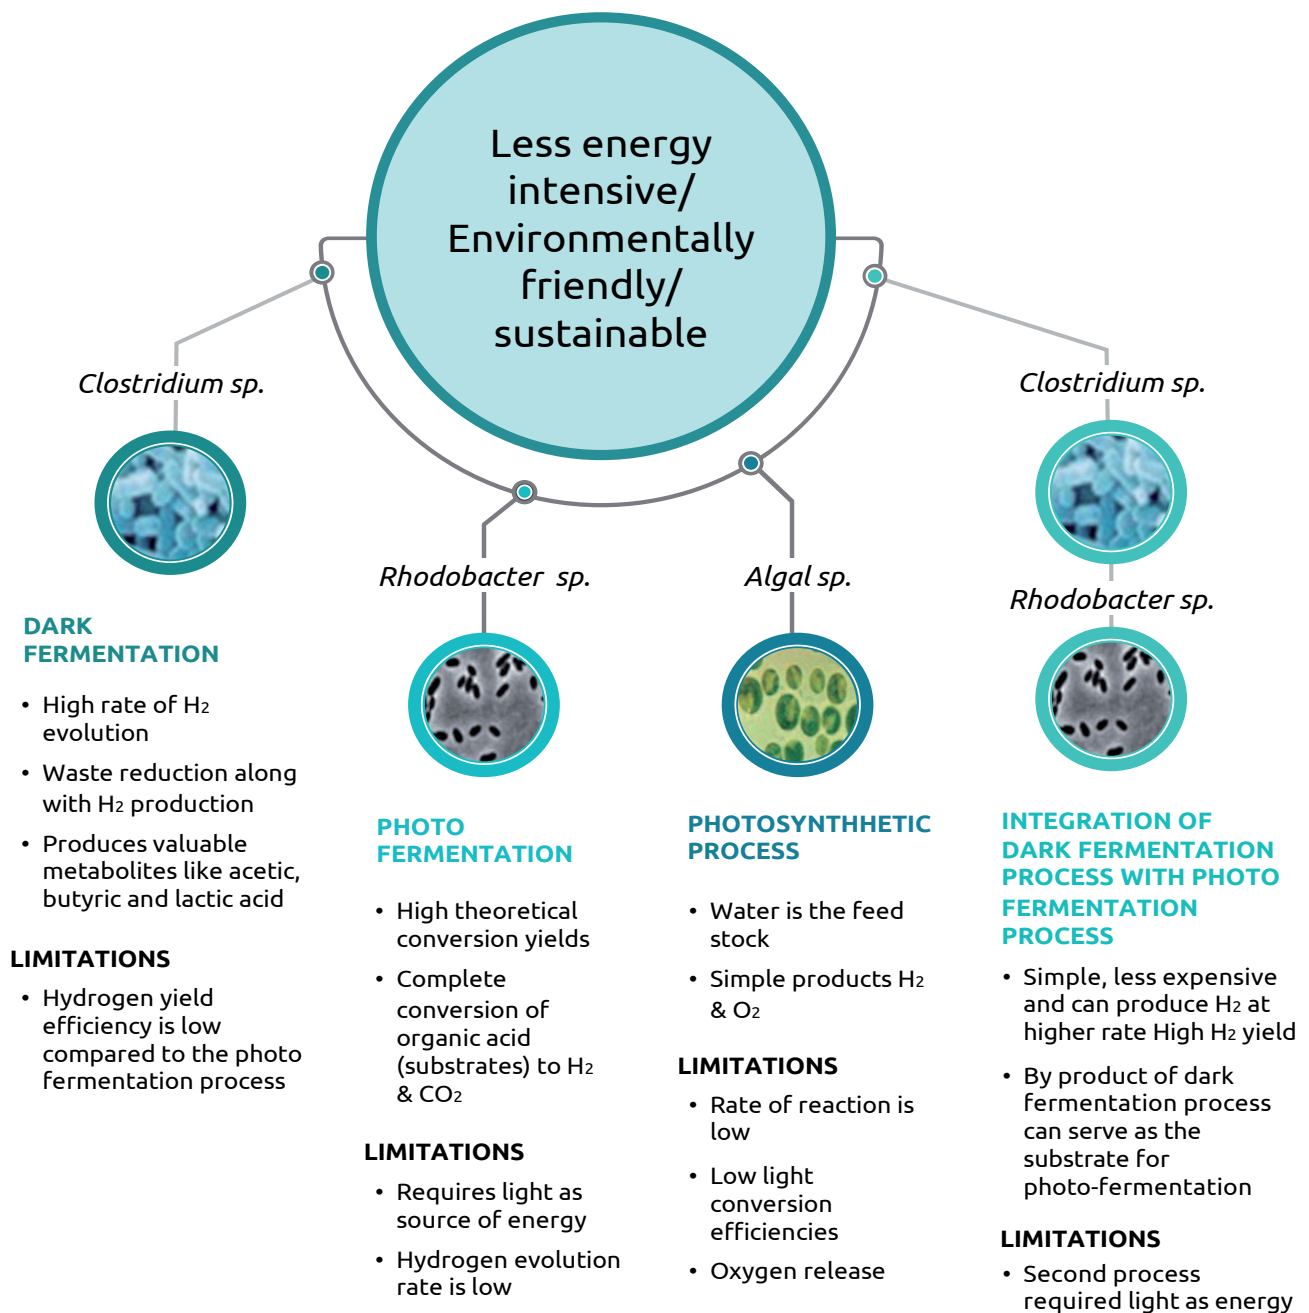 Less energy
intensive/
Environmentally
friendly/
sustainable
Clostridium sp.
DARK
FERMENTATION
• High rate of H2
evolution
• Waste reduction along
with H2 production
• Produces valuable
metabolites like acetic,
butyric and lactic acid
LIMITATIONS
• Hydrogen yield
efficiency is low
compared to the photo
fermentation process
Rhodobacter sp.
PHOTO
FERMENTATION
• High theoretical
conversion yields
• Complete
conversion of
organic acid
(substrates) to H2
& CO2
LIMITATIONS
• Requires light as
source of energy
• Hydrogen evolution
rate is low
Algal sp.
PHOTOSYNTHHETIC
PROCESS
• Water is the feed
stock
• Simple products H2
& O2
LIMITATIONS
• Rate of reaction is
low
• Low light
conversion
efficiencies
• Oxygen release
Clostridium sp.
Rhodobacter sp.
INTEGRATION OF
DARK FERMENTATION
PROCESS WITH PHOTO
FERMENTATION
PROCESS
• Simple, less expensive
and can produce H2 at
higher rate High H2 yield
• By product of dark
fermentation process
can serve as the
substrate for
photo-fermentation
LIMITATIONS
• Second process
required light as energy